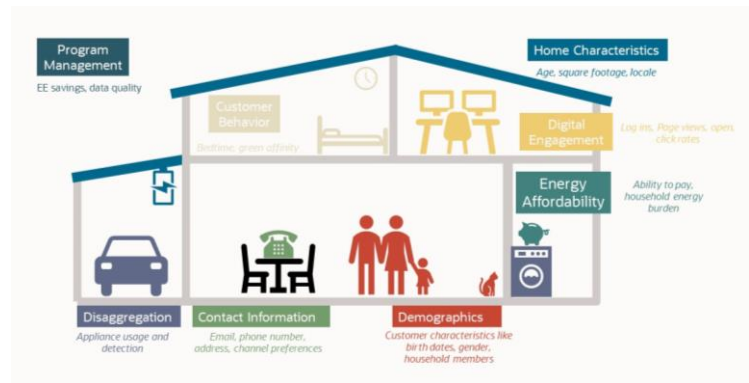 Program
Management
EE savings, data quality
Home Characteristics
Age, square footage, locale
Customer
Behavior
Bedtime, green affinity
Digital
Engagement
Log ins, Page views, open
click rates
Energy
Affordability
Ability to pay,
household energy
burden
Disaggregation
Appliance usage and
detection
Contact Information
Email, phone number,
address, channel preferences
Demographics
Customer characteristics like
birth dates, gender,
household members